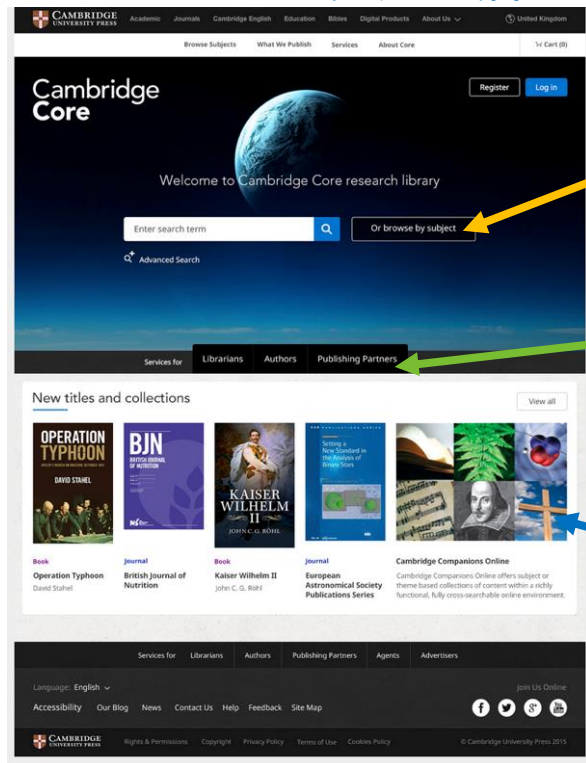 CAMBRIDGE UNIVERSITY PRESS Academic Journals Cambridge English Education Bibles Digital Products About Us United Kingdom
Browse Subjects What We Publish Services About Core Cart (0)
Cambridge
Core
Register Log in
Welcome to Cambridge Core research library
Enter search term Or browse by subject
Advanced Search
Services for Librarians Authors Publishing Partners
New titles and collections View all
OPERATION
TYPHOON
DAVID STAHEL
BJN
BRITISH JOURNAL
OF NUTRITION
KAISER
WILHELM
II
JOHN C. G. RÖHL
Setting a
New Standard in
the Analysis of
Binary Stars
Book
Operation Typhoon
David Stahel
Journal
British Journal of
Nutrition
Book
Kaiser Wilhelm II
John C. G. Röhl
Journal
European
Astronomical Society
Publications Series
Cambridge Companions Online
Cambridge Companions Online offers subject or
theme based collections of content within a richly
functional, fully cross-searchable online environment.
Services for Librarians Authors Publishing Partners Agents Advertisers
Language: English Join Us Online
Accessibility Our Blog News Contact Us Help Feedback Site Map
CAMBRIDGE UNIVERSITY PRESS Rights & Permissions Copyright Privacy Policy Terms of Use Cookies Policy © Cambridge University Press 2015